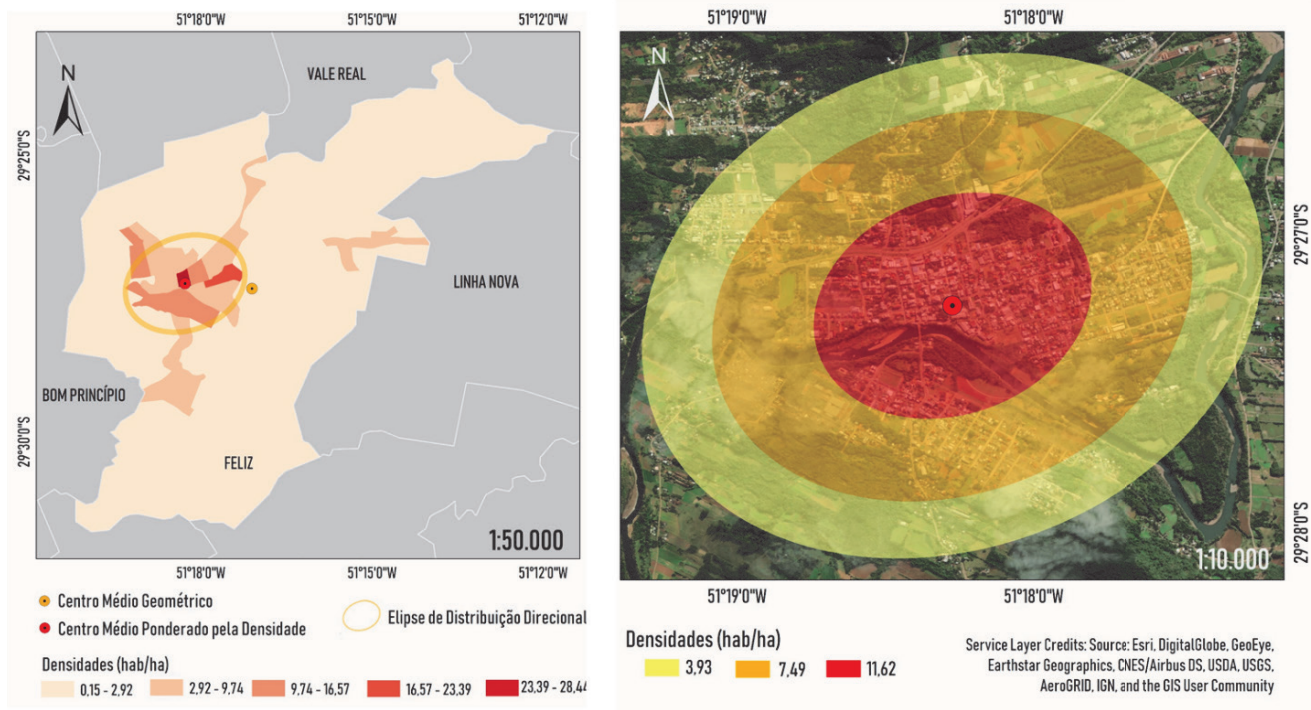 51°18'0"W 51°15'0"W 51°12'0"W
N
VALE REAL
29°25'0"S
LINHA NOVA
BOM PRINCÍPIO
29°30'0"S
FELIZ
1:50.000
51°18'0"W 51°15'0"W 51°12'0"W
Centro Médio Geométrico
Centro Médio Ponderado pela Densidade
Elipse de Distribuição Direcional
Densidades (hab/ha)
0,15 - 2,92 2,92 - 9,74 9,74 - 16,57 16,57 - 23,39 23,39 - 28,44
51°19'0"W 51°18'0"W
N
29°27'0"S
29°28'0"S
1:10.000
51°19'0"W 51°18'0"W
Densidades (hab/ha)
3,93 7,49 11,62
Service Layer Credits: Source: Esri, DigitalGlobe, GeoEye,
Earthstar Geographics, CNES/Airbus DS, USDA, USGS,
AeroGRID, IGN, and the GIS User Community